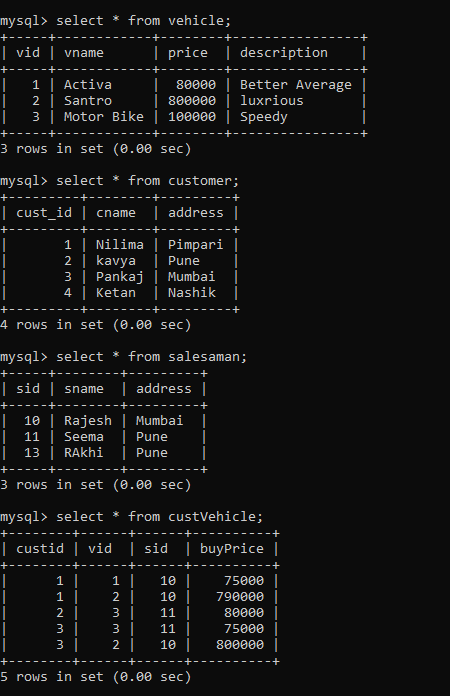 mysql> select * from vehicle;
+-----+------------+--------+----------------+
| vid | vname      | price  | description    |
+-----+------------+--------+----------------+
|   1 | Activa     |  80000 | Better Average |
|   2 | Santro     | 800000 | luxrious       |
|   3 | Motor Bike | 100000 | Speedy         |
+-----+------------+--------+----------------+
3 rows in set (0.00 sec)
mysql> select * from customer;
+---------+--------+---------+
| cust_id | cname  | address |
+---------+--------+---------+
|       1 | Nilima | Pimpari |
|       2 | kavya  | Pune    |
|       3 | Pankaj | Mumbai  |
|       4 | Ketan  | Nashik  |
+---------+--------+---------+
4 rows in set (0.00 sec)
mysql> select * from salesaman;
+-----+--------+---------+
| sid | sname  | address |
+-----+--------+---------+
|  10 | Rajesh | Mumbai  |
|  11 | Seema  | Pune    |
|  13 | RAkhi  | Pune    |
+-----+--------+---------+
3 rows in set (0.00 sec)
mysql> select * from custVehicle;
+--------+------+------+----------+
| custid | vid  | sid  | buyPrice |
+--------+------+------+----------+
|      1 |    1 |   10 |    75000 |
|      1 |    2 |   10 |   790000 |
|      2 |    3 |   11 |    80000 |
|      3 |    3 |   11 |    75000 |
|      3 |    2 |   10 |   800000 |
+--------+------+------+----------+
5 rows in set (0.00 sec)